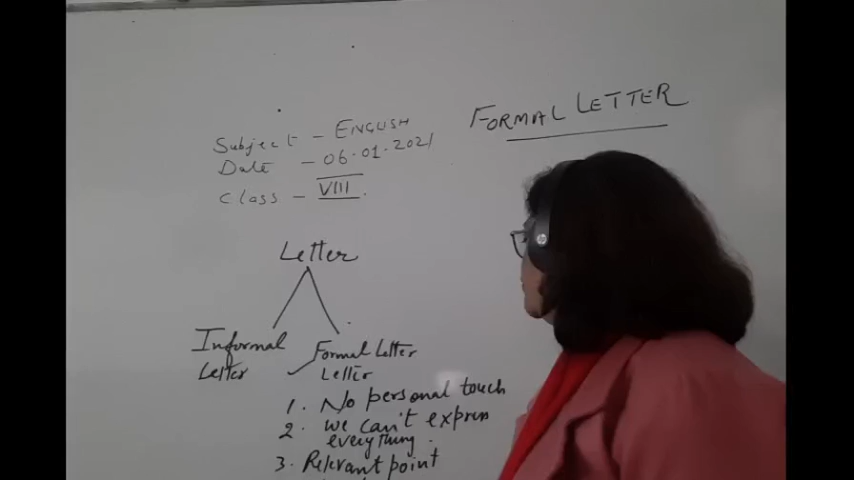 FORMAL LETTER
Subject - ENGLISH
Date - 06.01.2021
Class - VIII.
Letter
Informal
Letter
Formal Letter
Letter
1. No personal touch
2. we can't express
everything.
3. Relevant point
hp